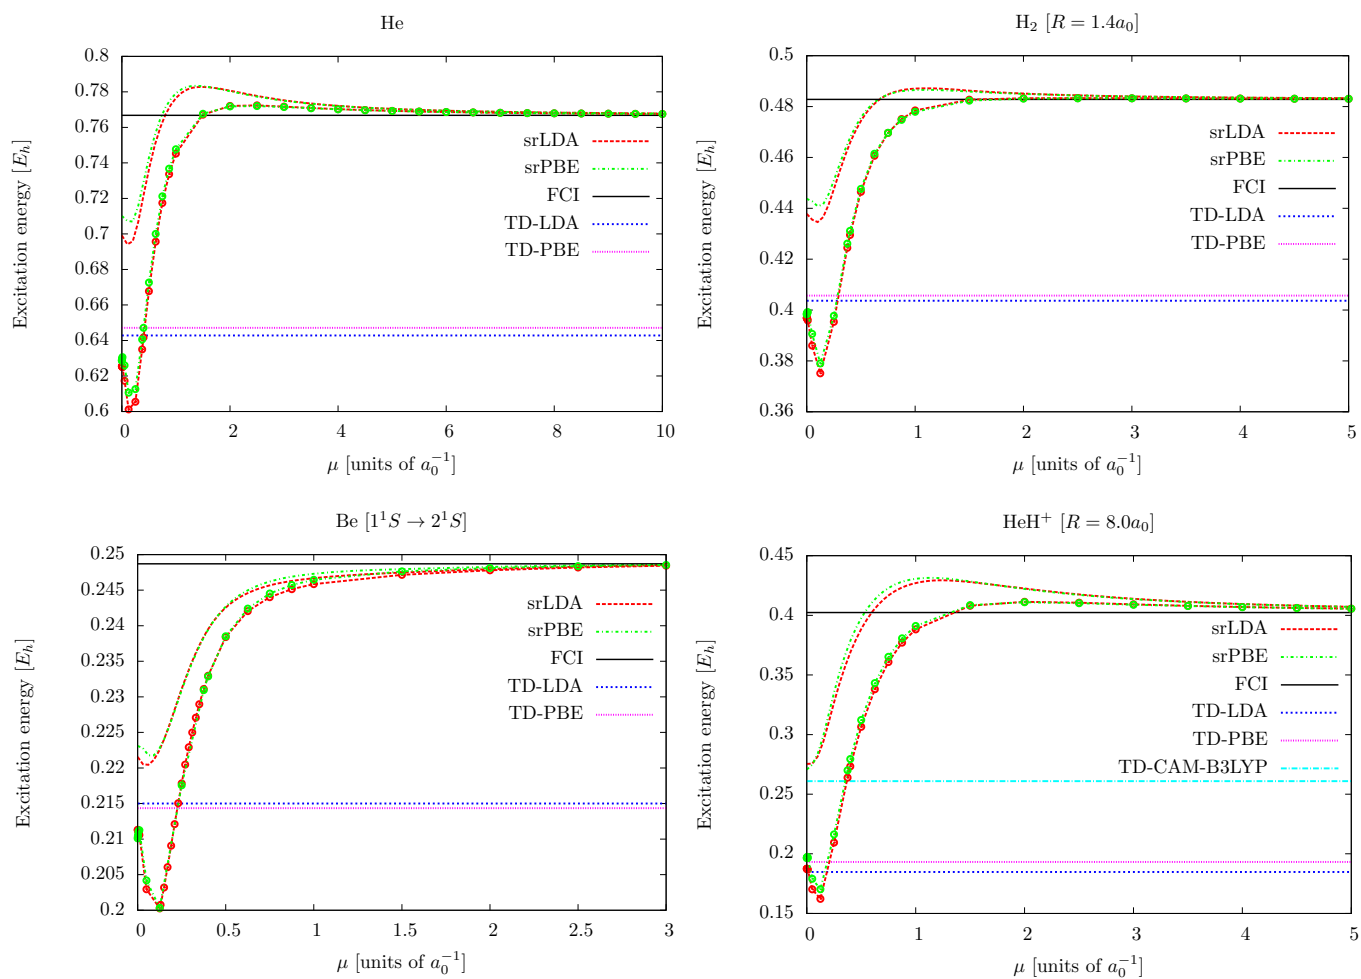 He
0.8
0.78
0.76
0.74
0.72
0.7
0.68
0.66
0.64
0.62
0.6
Excitation energy [E_h]
srLDA
srPBE
FCI
TD-LDA
TD-PBE
0 2 4 6 8 10
μ [units of a_0^{-1}]
H₂ [R = 1.4a₀]
0.5
0.48
0.46
0.44
0.42
0.4
0.38
0.36
Excitation energy [E_h]
srLDA
srPBE
FCI
TD-LDA
TD-PBE
0 1 2 3 4 5
μ [units of a_0^{-1}]
Be [1¹S → 2¹S]
0.25
0.245
0.24
0.235
0.23
0.225
0.22
0.215
0.21
0.205
0.2
Excitation energy [E_h]
srLDA
srPBE
FCI
TD-LDA
TD-PBE
0 0.5 1 1.5 2 2.5 3
μ [units of a_0^{-1}]
HeH⁺ [R = 8.0a₀]
0.45
0.4
0.35
0.3
0.25
0.2
0.15
Excitation energy [E_h]
srLDA
srPBE
FCI
TD-LDA
TD-PBE
TD-CAM-B3LYP
0 1 2 3 4 5
μ [units of a_0^{-1}]